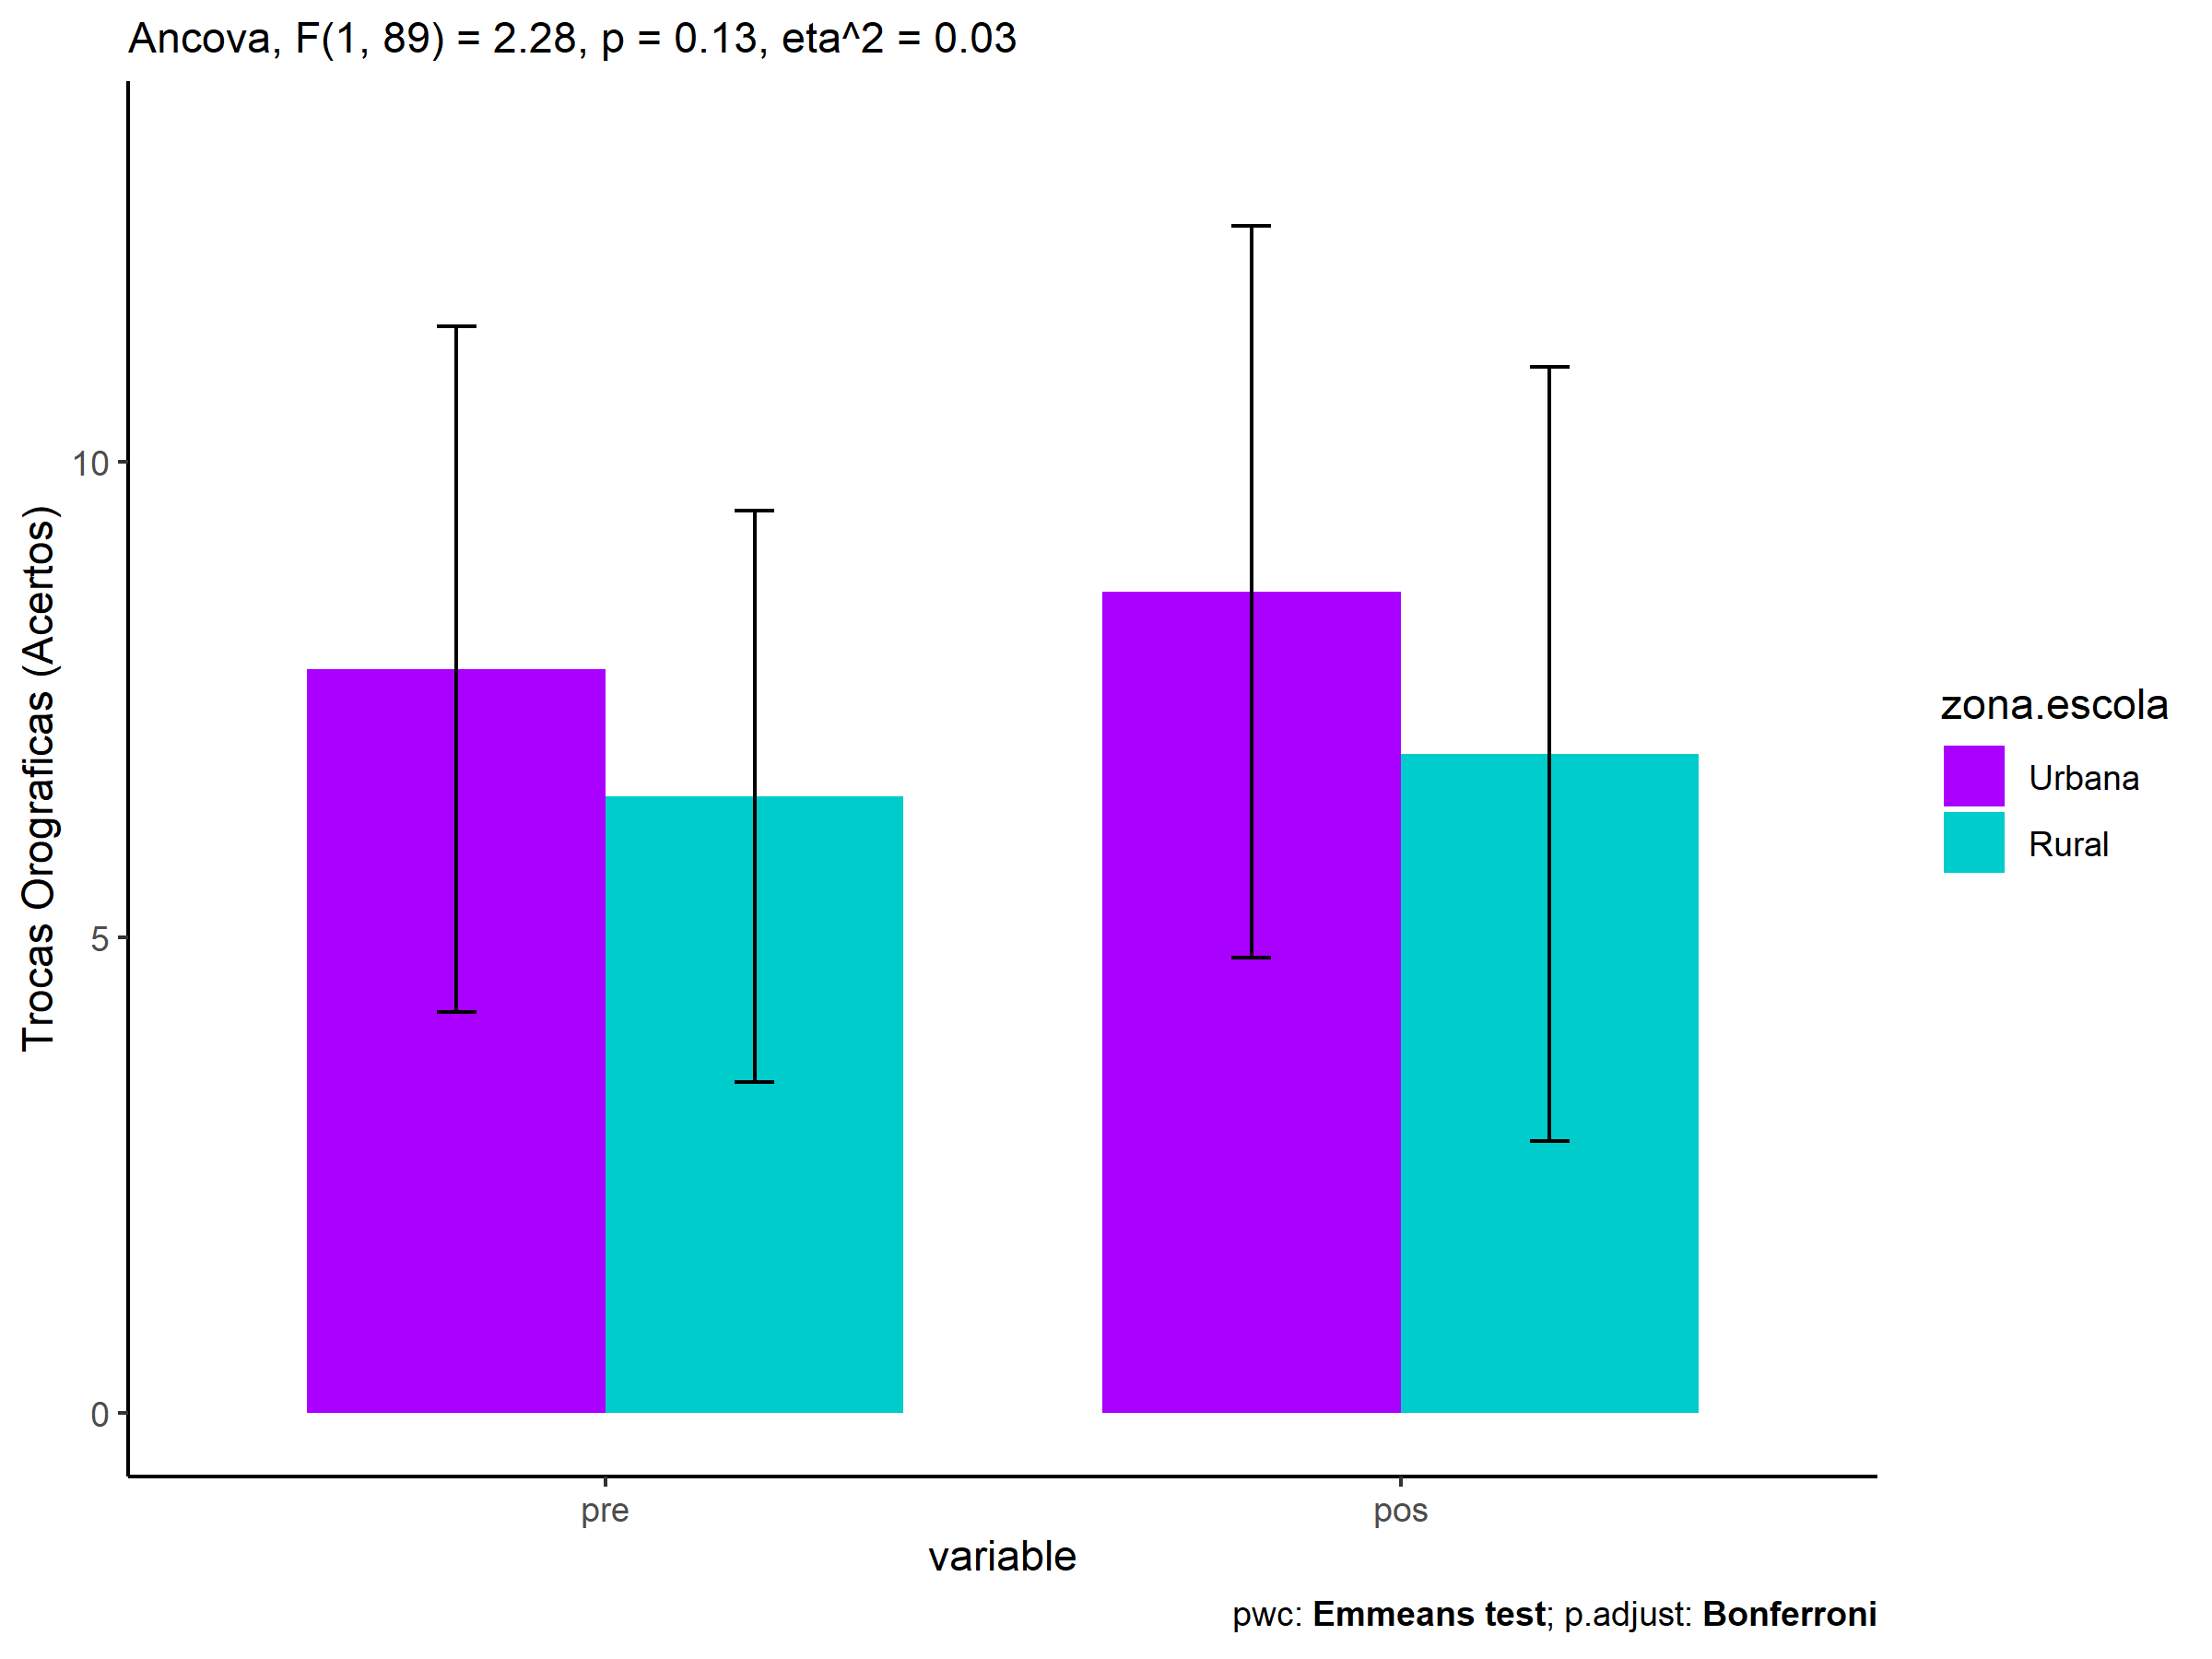 Ancova, F(1, 89) = 2.28, p = 0.13, eta^2 = 0.03
Trocas Orograficas (Acertos)
10
5
0
pre
pos
variable
zona.escola
Urbana
Rural
pwc: Emmeans test; p.adjust: Bonferroni